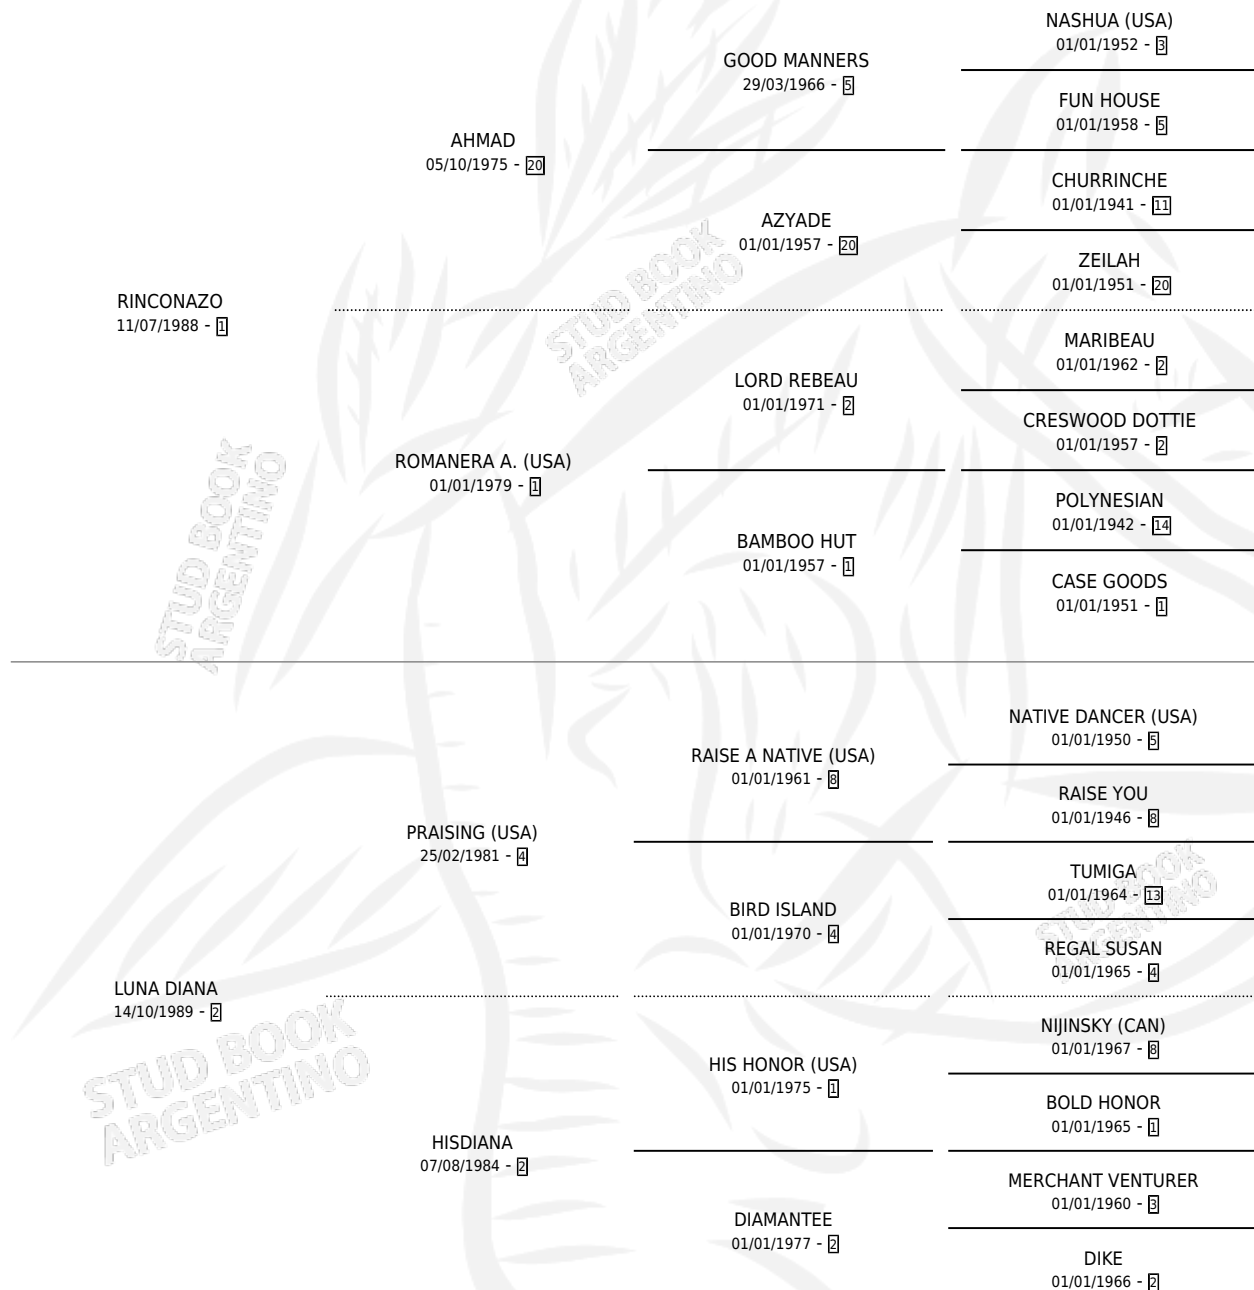 NASHUA (USA)
01/01/1952 - 3
GOOD MANNERS
29/03/1966 - 5
FUN HOUSE
01/01/1958 - 5
AHMAD
05/10/1975 - 20
CHURRINCHE
01/01/1941 - 11
AZYADE
01/01/1957 - 20
ZEILAH
01/01/1951 - 20
RINCONAZO
11/07/1988 - 1
MARIBEAU
01/01/1962 - 2
LORD REBEAU
01/01/1971 - 2
CRESWOOD DOTTIE
01/01/1957 - 2
ROMANERA A. (USA)
01/01/1979 - 1
POLYNESIAN
01/01/1942 - 14
BAMBOO HUT
01/01/1957 - 1
CASE GOODS
01/01/1951 - 1
NATIVE DANCER (USA)
01/01/1950 - 5
RAISE A NATIVE (USA)
01/01/1961 - 8
RAISE YOU
01/01/1946 - 8
PRAISING (USA)
25/02/1981 - 4
TUMIGA
01/01/1964 - 13
BIRD ISLAND
01/01/1970 - 4
REGAL SUSAN
01/01/1965 - 4
LUNA DIANA
14/10/1989 - 2
NIJINSKY (CAN)
01/01/1967 - 8
HIS HONOR (USA)
01/01/1975 - 1
BOLD HONOR
01/01/1965 - 1
HISDIANA
07/08/1984 - 2
MERCHANT VENTURER
01/01/1960 - 3
DIAMANTEE
01/01/1977 - 2
DIKE
01/01/1966 - 2
STUD BOOK
ARGENTINO
STUD BOOK
ARGENTINO
STUD BOOK
ARGENTINO
STUD BOOK
ARGENTINO